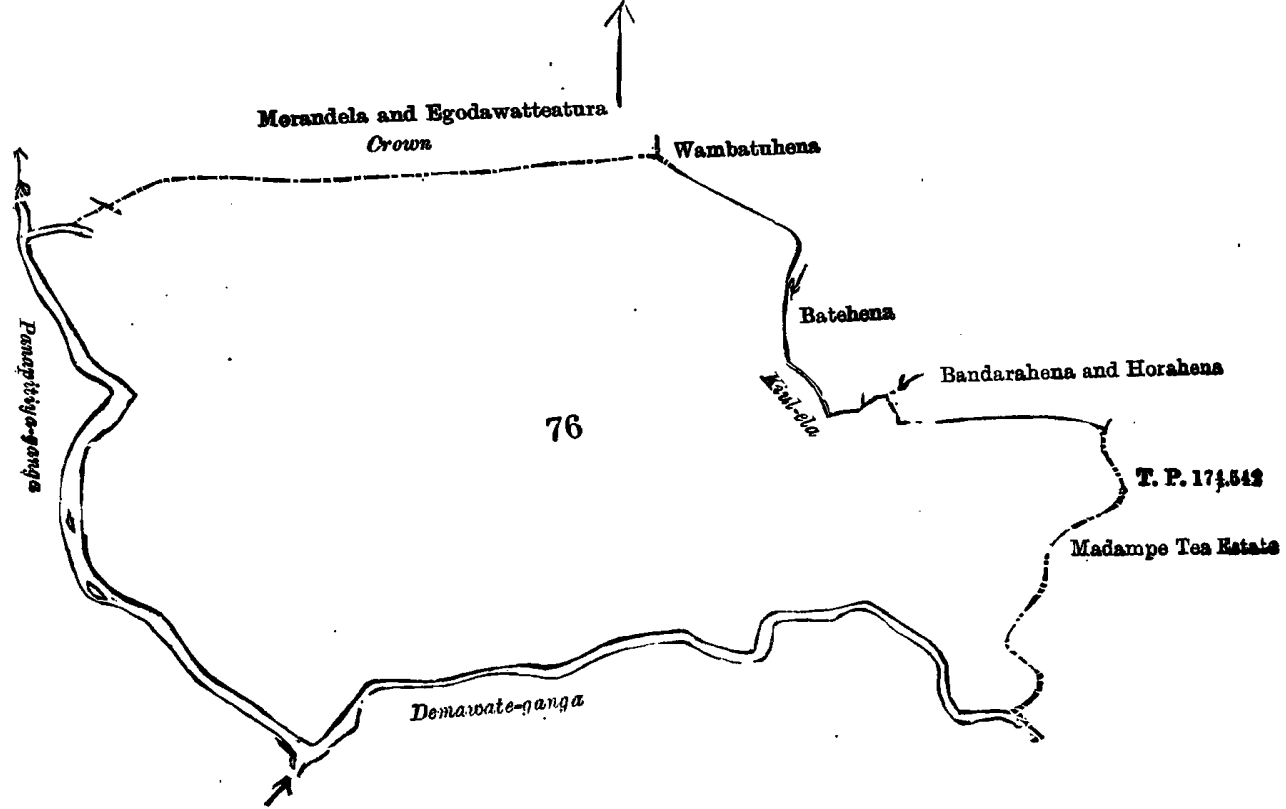 Morandela and Egodawatteatura
Crown
Wambatuhena
Batehena
Panapitiya-ganga
Kiul-ela
Bandarahena and Horahena
76
T. P. 174,542
Madampe Tea Estate
Demawate-ganga